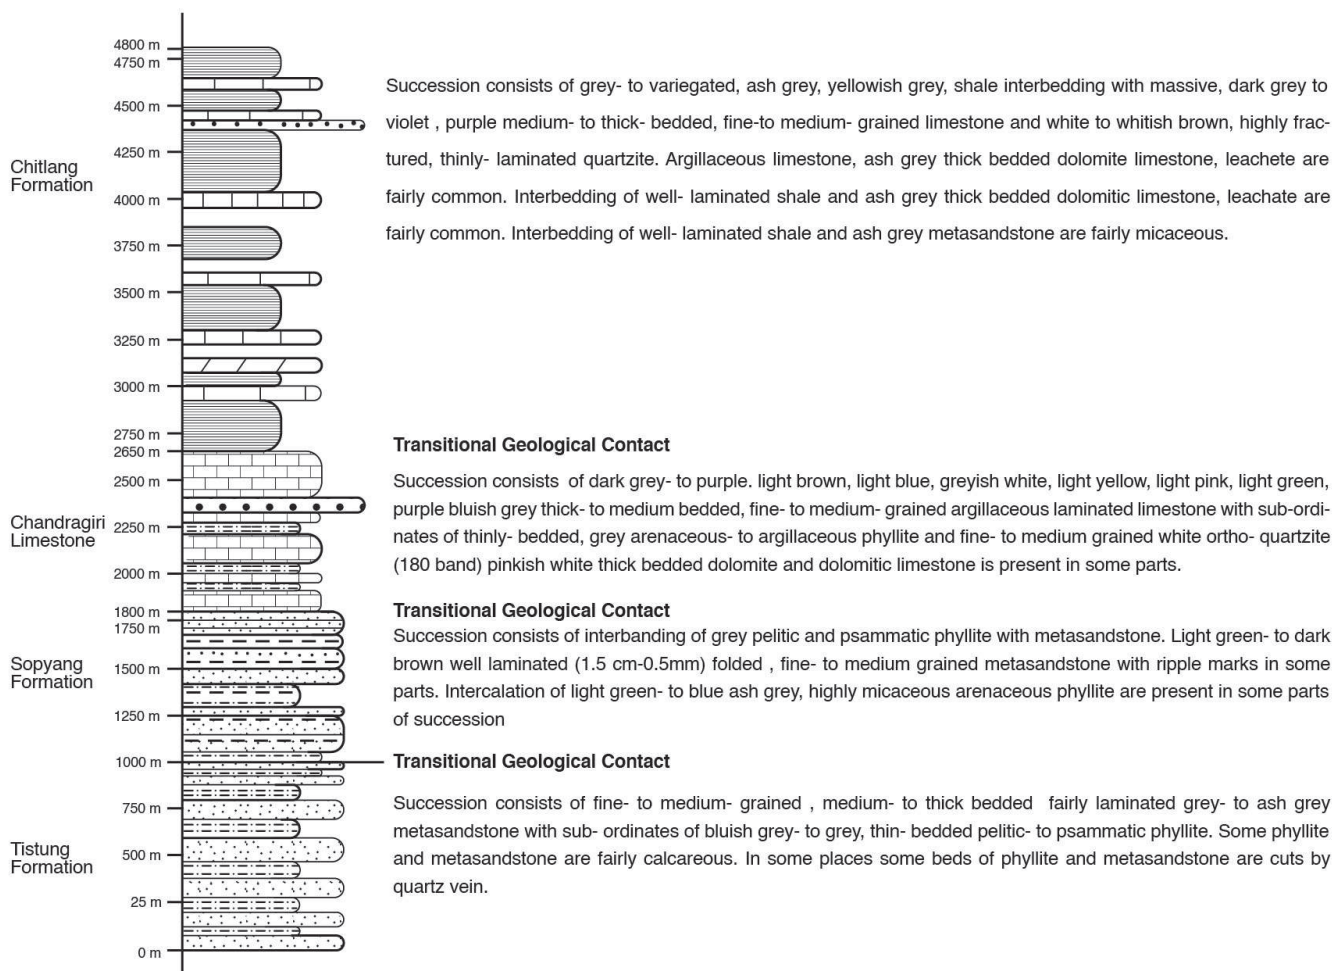 4800 m
4750 m
4500 m
4250 m
Chitlang
Formation
4000 m
3750 m
3500 m
3250 m
3000 m
2750 m
2650 m
2500 m
Chandragiri
Limestone
2250 m
2000 m
1800 m
1750 m
Sopyang
Formation
1500 m
1250 m
1000 m
750 m
Tistung
Formation
500 m
25 m
0 m
Succession consists of grey- to variegated, ash grey, yellowish grey, shale interbedding with massive, dark grey to
violet , purple medium- to thick- bedded, fine-to medium- grained limestone and white to whitish brown, highly frac-
tured, thinly- laminated quartzite. Argillaceous limestone, ash grey thick bedded dolomite limestone, leachete are
fairly common. Interbedding of well- laminated shale and ash grey thick bedded dolomitic limestone, leachate are
fairly common. Interbedding of well- laminated shale and ash grey metasandstone are fairly micaceous.
Transitional Geological Contact
Succession consists of dark grey- to purple. light brown, light blue, greyish white, light yellow, light pink, light green,
purple bluish grey thick- to medium bedded, fine- to medium- grained argillaceous laminated limestone with sub-ordi-
nates of thinly- bedded, grey arenaceous- to argillaceous phyllite and fine- to medium grained white ortho- quartzite
(180 band) pinkish white thick bedded dolomite and dolomitic limestone is present in some parts.
Transitional Geological Contact
Succession consists of interbanding of grey pelitic and psammatic phyllite with metasandstone. Light green- to dark
brown well laminated (1.5 cm-0.5mm) folded , fine- to medium grained metasandstone with ripple marks in some
parts. Intercalation of light green- to blue ash grey, highly micaceous arenaceous phyllite are present in some parts
of succession
Transitional Geological Contact
Succession consists of fine- to medium- grained , medium- to thick bedded fairly laminated grey- to ash grey
metasandstone with sub- ordinates of bluish grey- to grey, thin- bedded pelitic- to psammatic phyllite. Some phyllite
and metasandstone are fairly calcareous. In some places some beds of phyllite and metasandstone are cuts by
quartz vein.